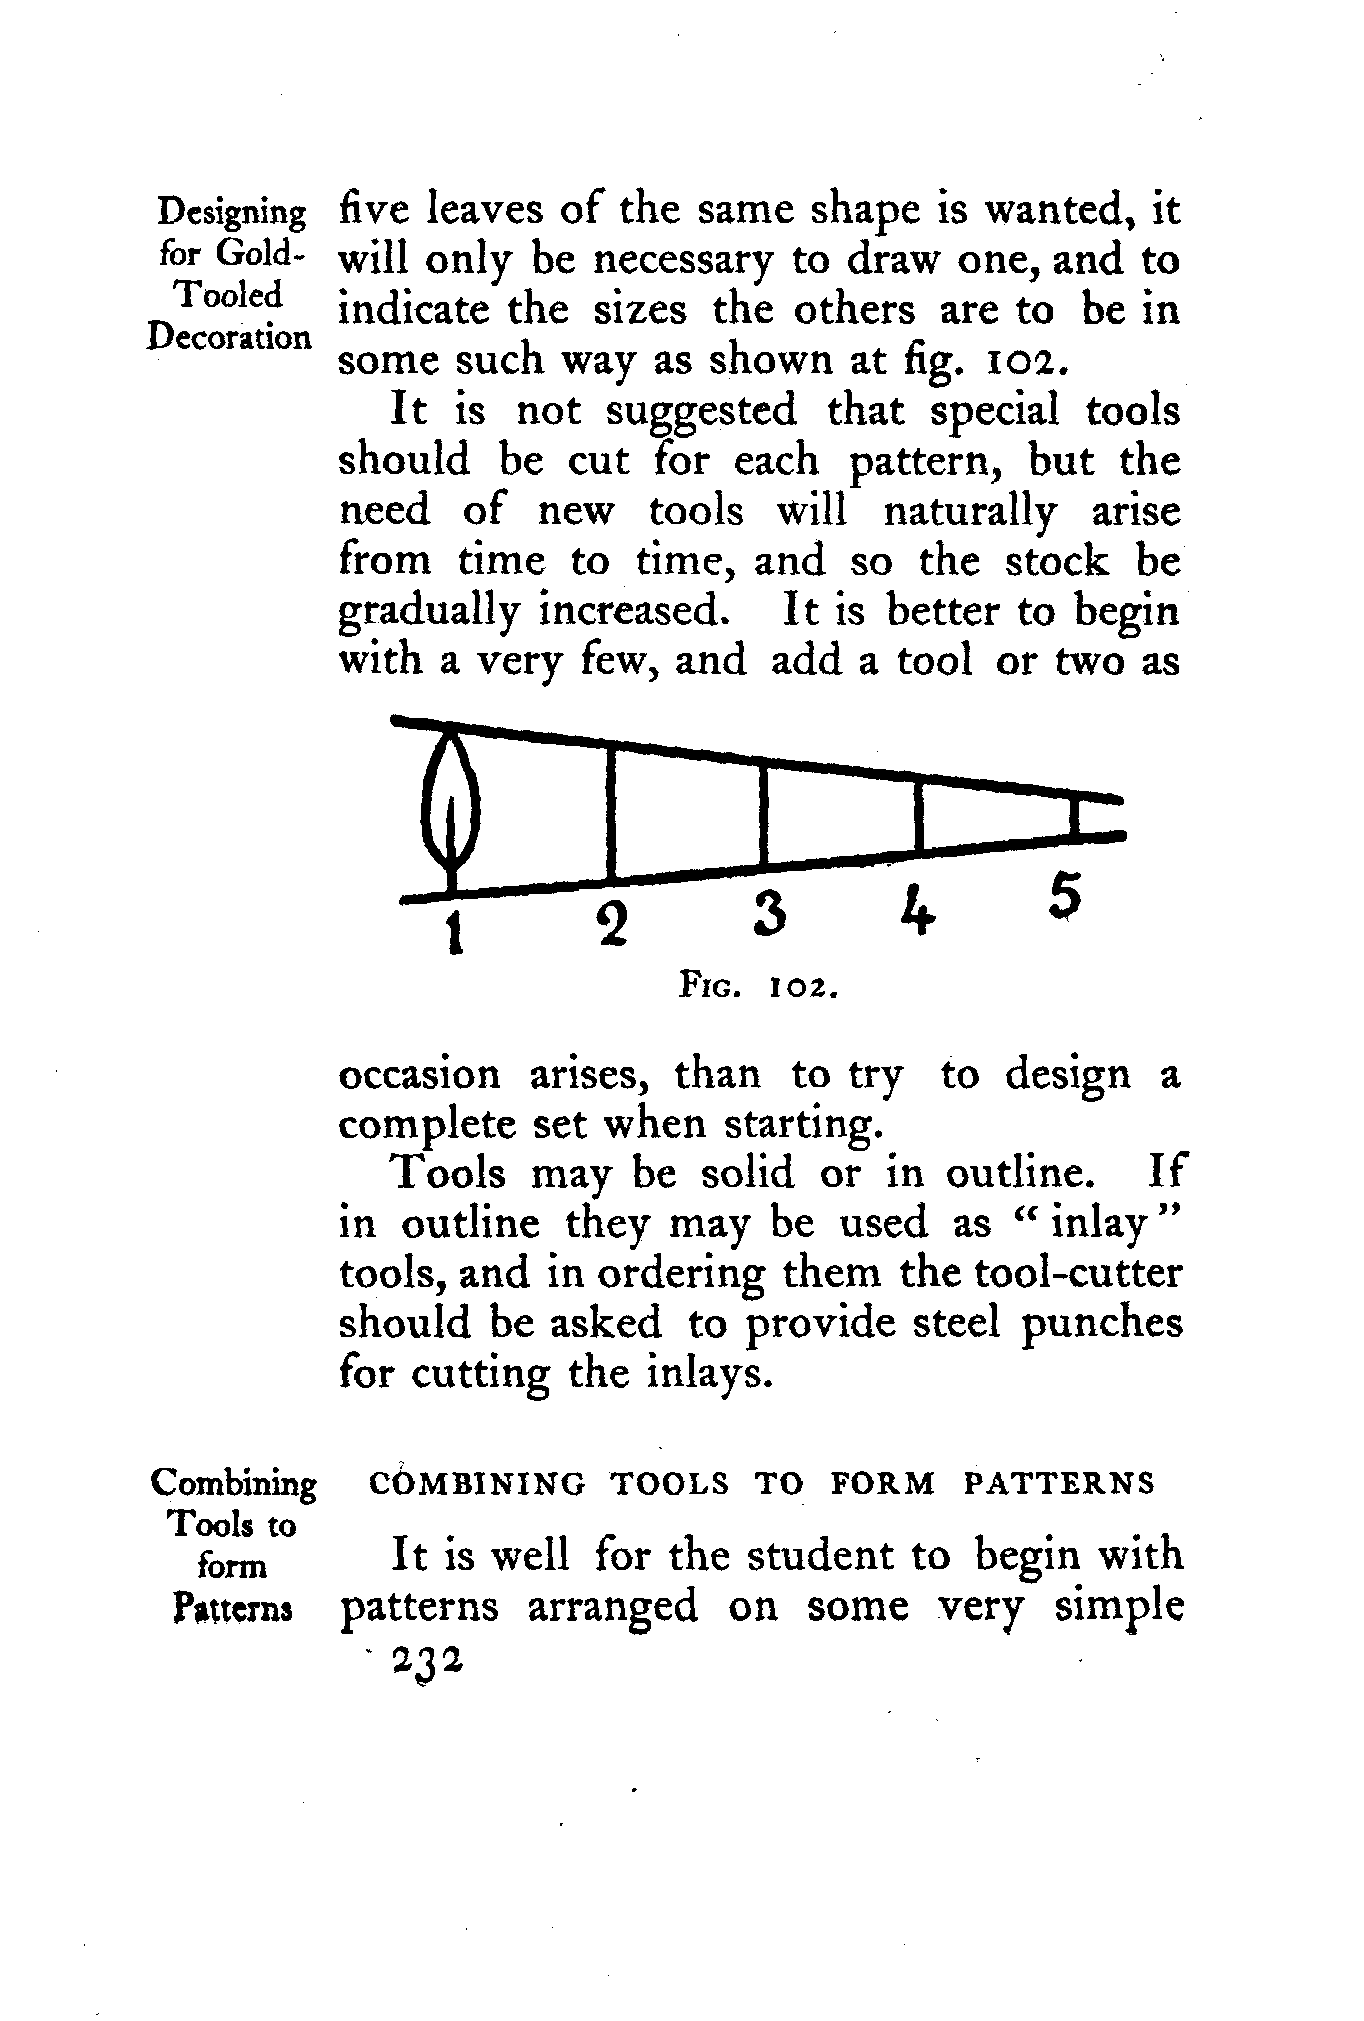 Designing
for Gold-
Tooled
Decoration
five leaves of the same shape is wanted, it
will only be necessary to draw one, and to
indicate the sizes the others are to be in
some such way as shown at fig. 102.
It is not suggested that special tools
should be cut for each pattern, but the
need of new tools will naturally arise
from time to time, and so the stock be
gradually increased. It is better to begin
with a very few, and add a tool or two as
1 2 3 4 5
FIG. 102.
occasion arises, than to try to design a
complete set when starting.
Tools may be solid or in outline. If
in outline they may be used as “inlay”
tools, and in ordering them the tool-cutter
should be asked to provide steel punches
for cutting the inlays.
Combining
Tools to
form
Patterns
COMBINING TOOLS TO FORM PATTERNS
It is well for the student to begin with
patterns arranged on some very simple
232